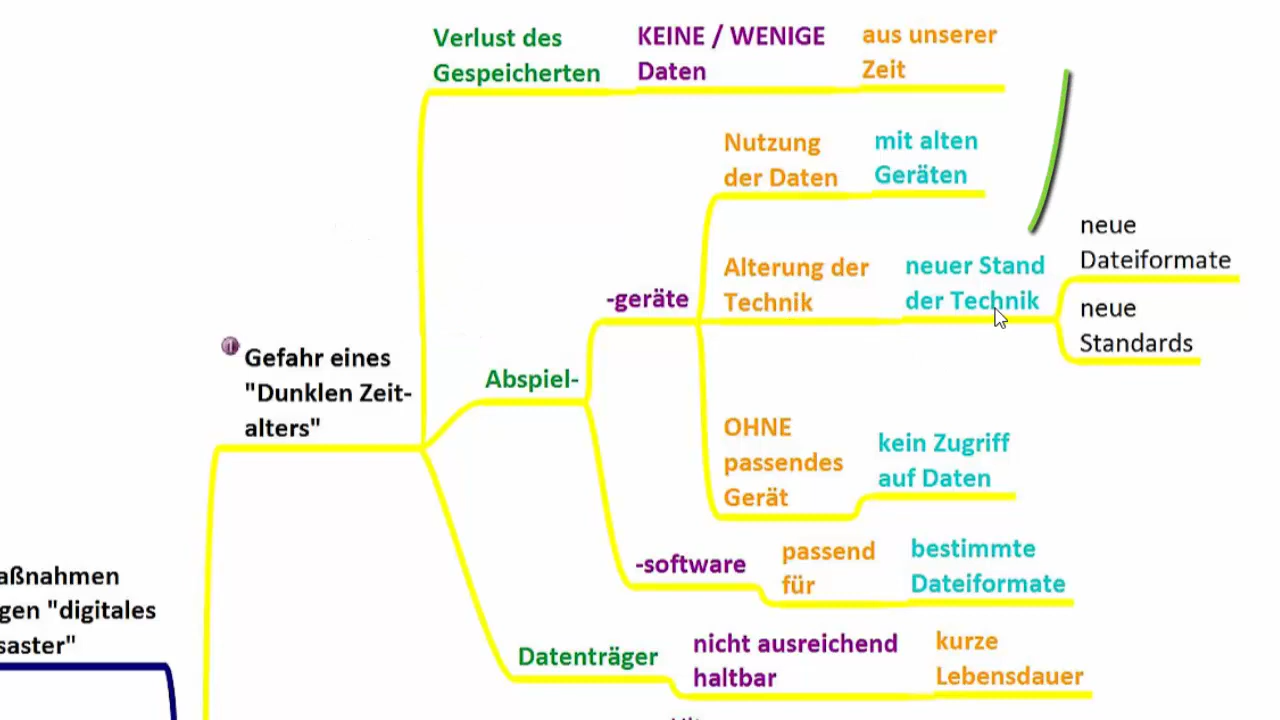 Verlust des
Gespeicherten
KEINE / WENIGE
Daten
aus unserer
Zeit
Nutzung
der Daten
mit alten
Geräten
-geräte
Alterung der
Technik
neuer Stand
der Technik
neue
Dateiformate
neue
Standards
Gefahr eines
"Dunklen Zeit-
alters"
Abspiel-
OHNE
passendes
Gerät
kein Zugriff
auf Daten
-software
passend
für
bestimmte
Dateiformate
aßnahmen
gen "digitales
saster"
Datenträger
nicht ausreichend
haltbar
kurze
Lebensdauer